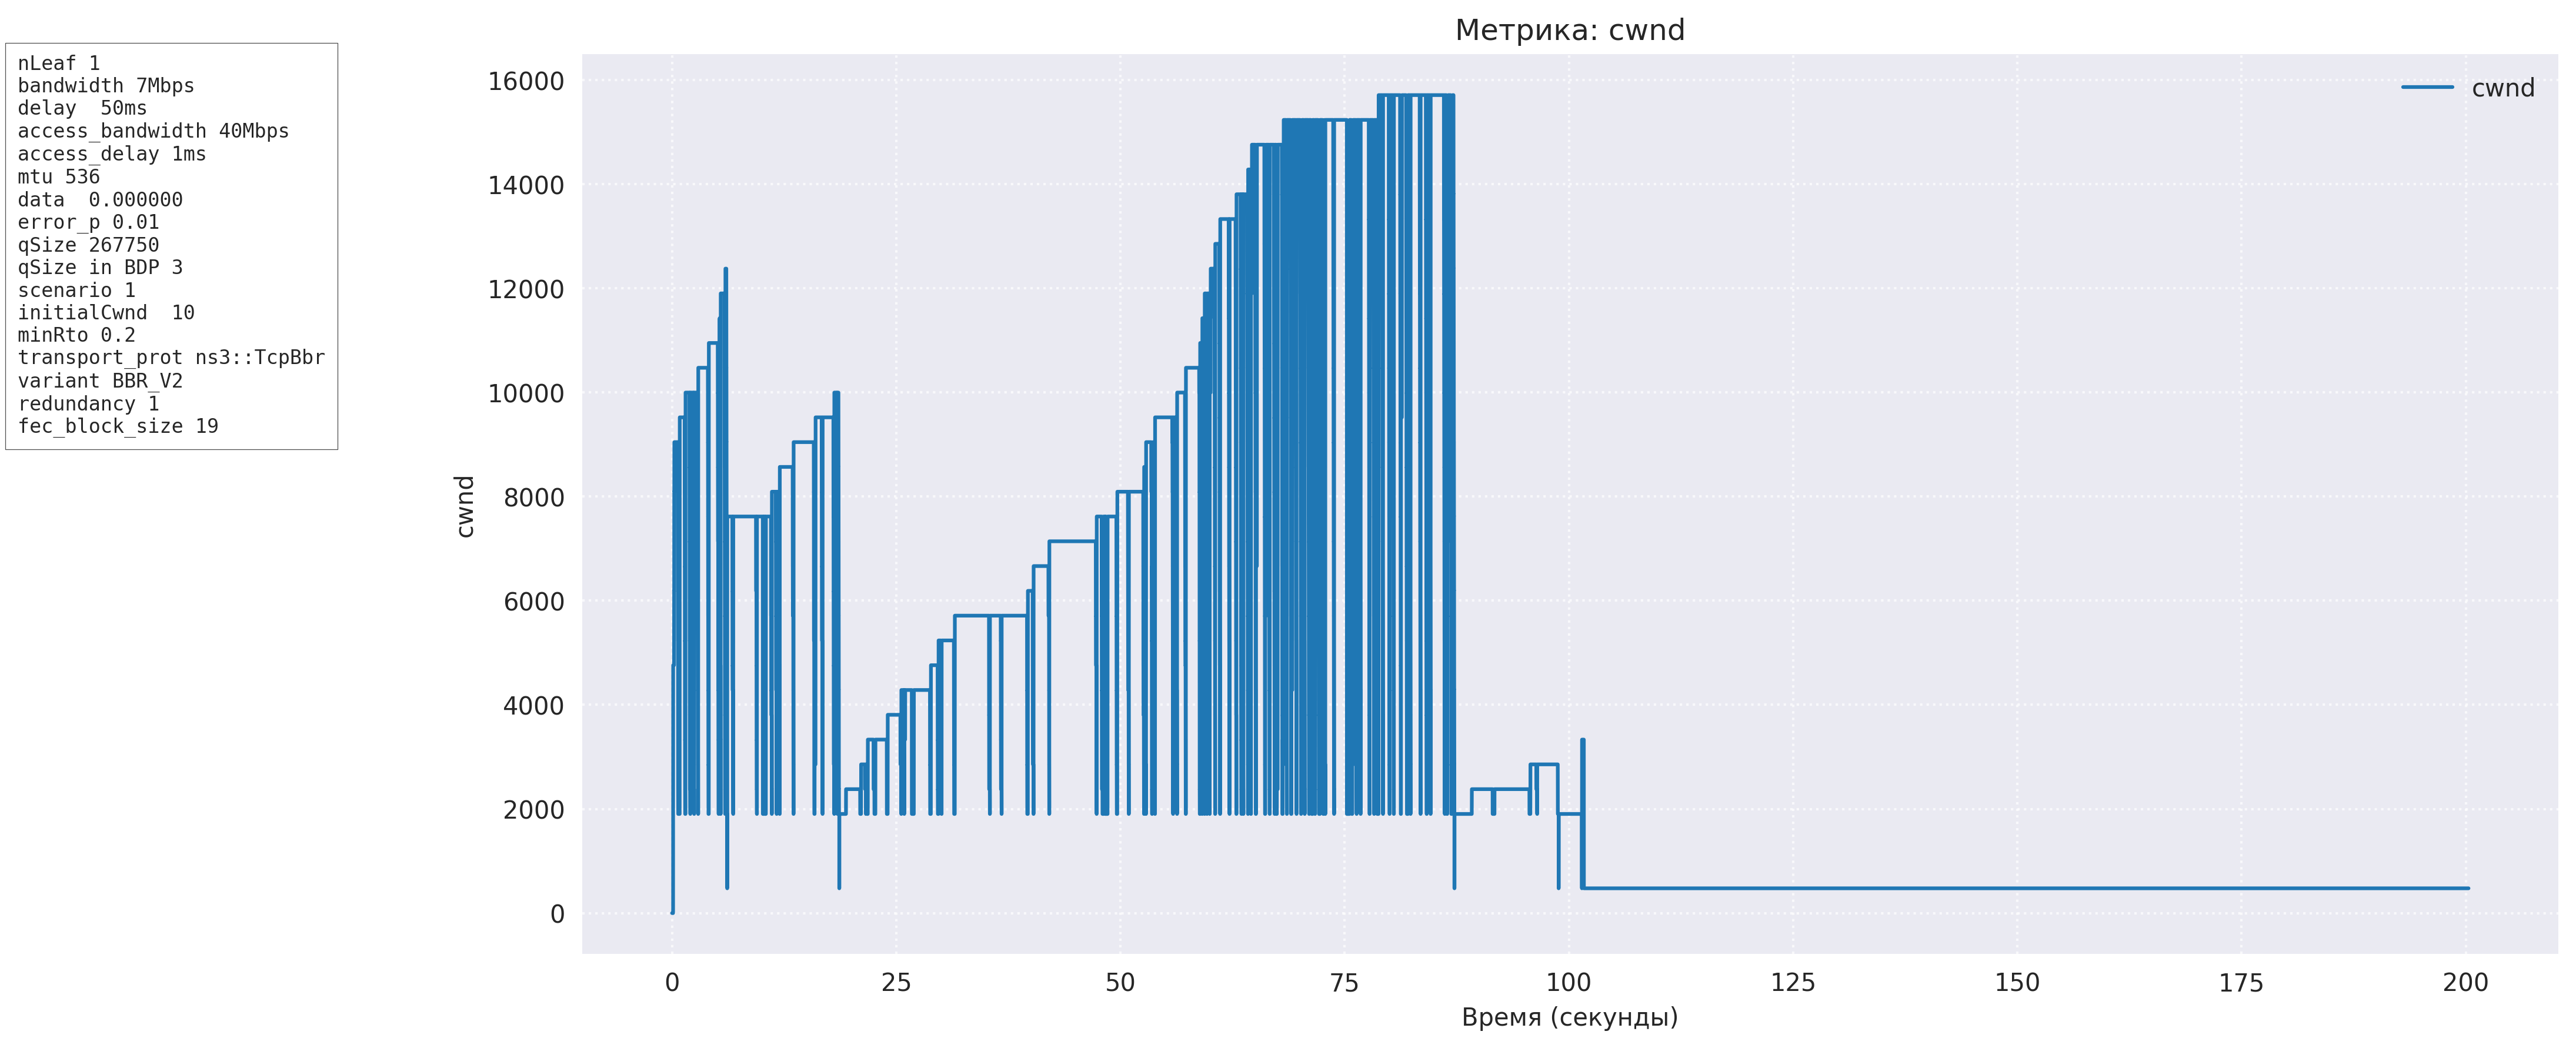 nLeaf 1
bandwidth 7Mbps
delay  50ms
access_bandwidth 40Mbps
access_delay 1ms
mtu 536
data  0.000000
error_p 0.01
qSize 267750
qSize in BDP 3
scenario 1
initialCwnd  10
minRto 0.2
transport_prot ns3::TcpBbr
variant BBR_V2
redundancy 1
fec_block_size 19
Метрика: cwnd
cwnd
cwnd
16000
14000
12000
10000
8000
6000
4000
2000
0
0 25 50 75 100 125 150 175 200
Время (секунды)